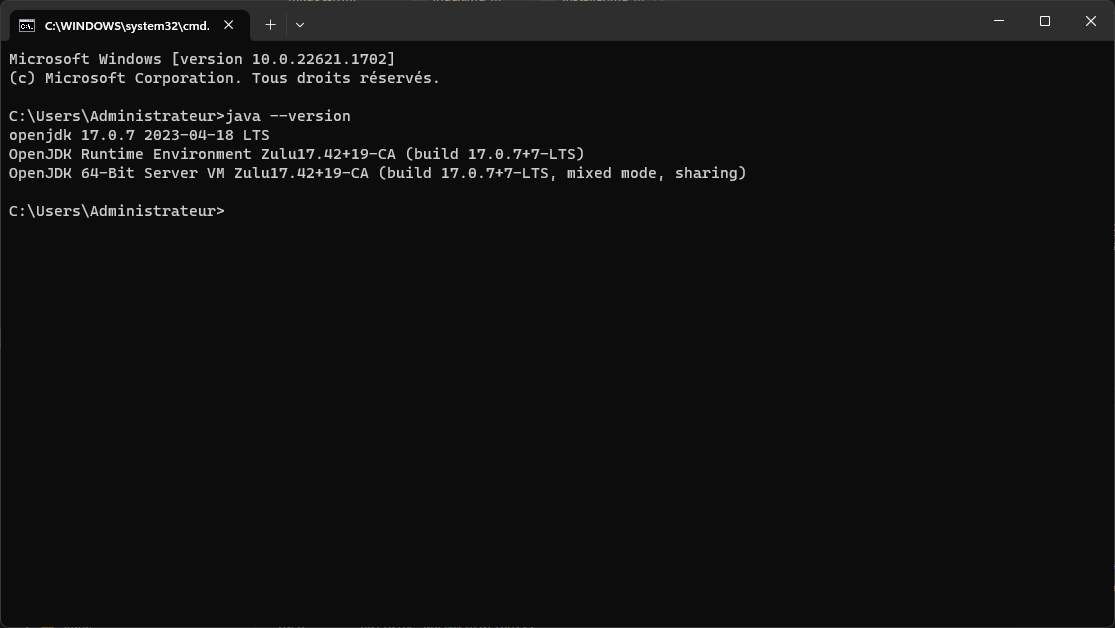 C:\WINDOWS\system32\cmd.
Microsoft Windows [version 10.0.22621.1702]
(c) Microsoft Corporation. Tous droits réservés.
C:\Users\Administrateur>java --version
openjdk 17.0.7 2023-04-18 LTS
OpenJDK Runtime Environment Zulu17.42+19-CA (build 17.0.7+7-LTS)
OpenJDK 64-Bit Server VM Zulu17.42+19-CA (build 17.0.7+7-LTS, mixed mode, sharing)
C:\Users\Administrateur>